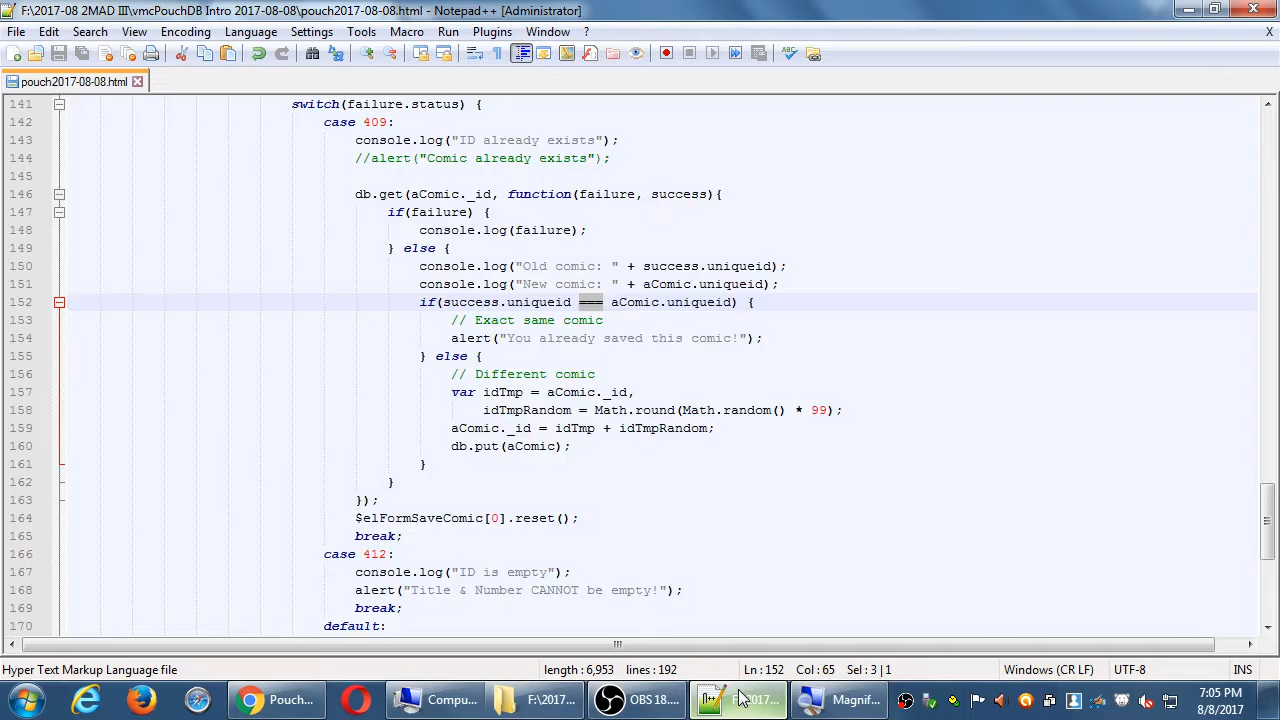 F:\2017-08 2MAD III\vmcPouchDB Intro 2017-08-08\pouch2017-08-08.html - Notepad++ [Administrator]
File Edit Search View Encoding Language Settings Tools Macro Run Plugins Window ? X
pouch2017-08-08.html
141 switch(failure.status) {
142 case 409:
143 console.log("ID already exists");
144 //alert("Comic already exists");
145
146 db.get(aComic._id, function(failure, success){
147 if(failure) {
148 console.log(failure);
149 } else {
150 console.log("Old comic: " + success.uniqueid);
151 console.log("New comic: " + aComic.uniqueid);
152 if(success.uniqueid === aComic.uniqueid) {
153 // Exact same comic
154 alert("You already saved this comic!");
155 } else {
156 // Different comic
157 var idTmp = aComic._id,
158 idTmpRandom = Math.round(Math.random() * 99);
159 aComic._id = idTmp + idTmpRandom;
160 db.put(aComic);
161 }
162 }
163 });
164 $elFormSaveComic[0].reset();
165 break;
166 case 412:
167 console.log("ID is empty");
168 alert("Title & Number CANNOT be empty!");
169 break;
170 default:
Hyper Text Markup Language file length : 6,953 lines : 192 Ln : 152 Col : 65 Sel : 3 | 1 Windows (CR LF) UTF-8 INS
Pouch... Compu... F:\2017... OBS 18.... F:\2017... Magnif... 7:05 PM
8/8/2017